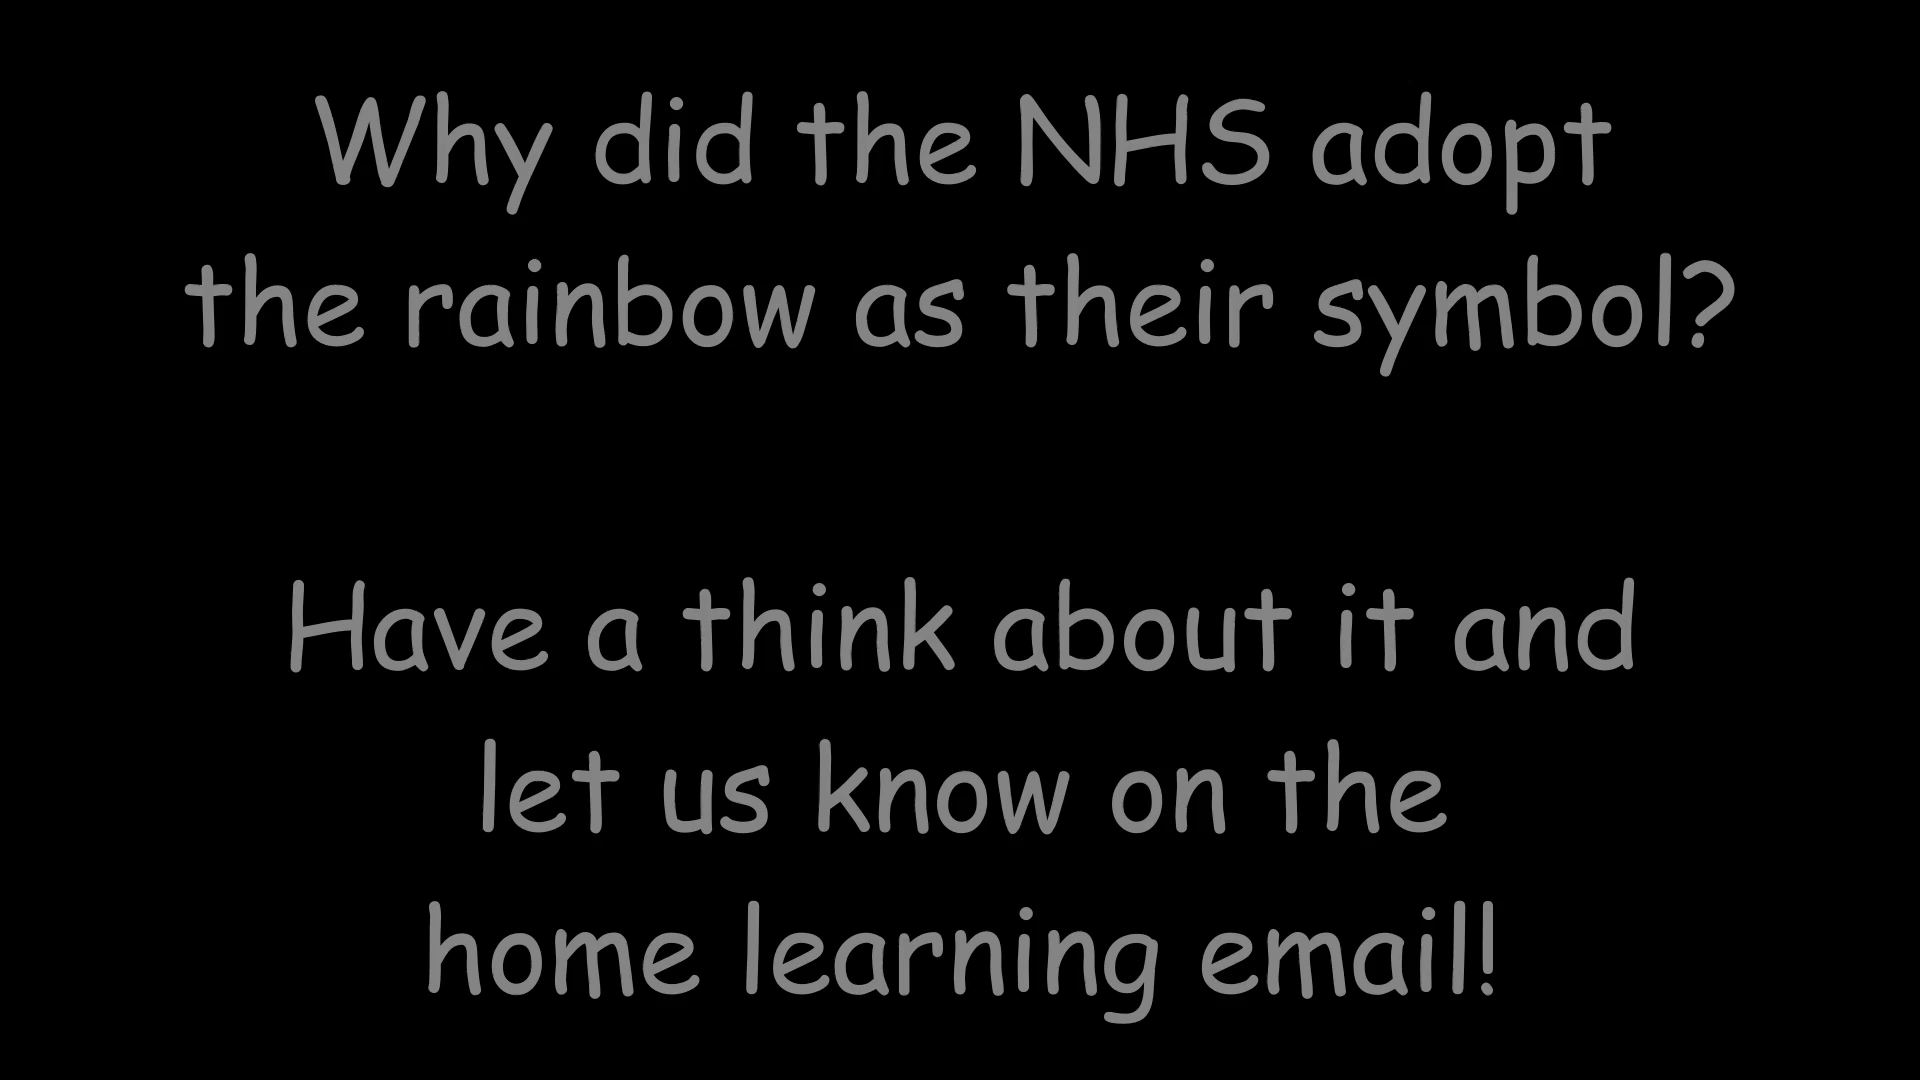 Why did the NHS adopt
the rainbow as their symbol?
Have a think about it and
let us know on the
home learning email!